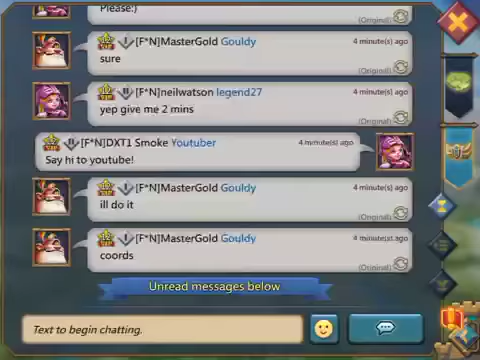 Please:)
(Original)
[F*N]MasterGold Gouldy
4 minute(s) ago
sure
(Original)
[F*N]neilwatson legend27
4 minute(s) ago
yep give me 2 mins
(Original)
[F*N]DXT1 Smoke Youtuber
4 minute(s) ago
Say hi to youtube!
[F*N]MasterGold Gouldy
4 minute(s) ago
ill do it
(Original)
[F*N]MasterGold Gouldy
4 minute(s) ago
coords
(Original)
Unread messages below
Text to begin chatting.